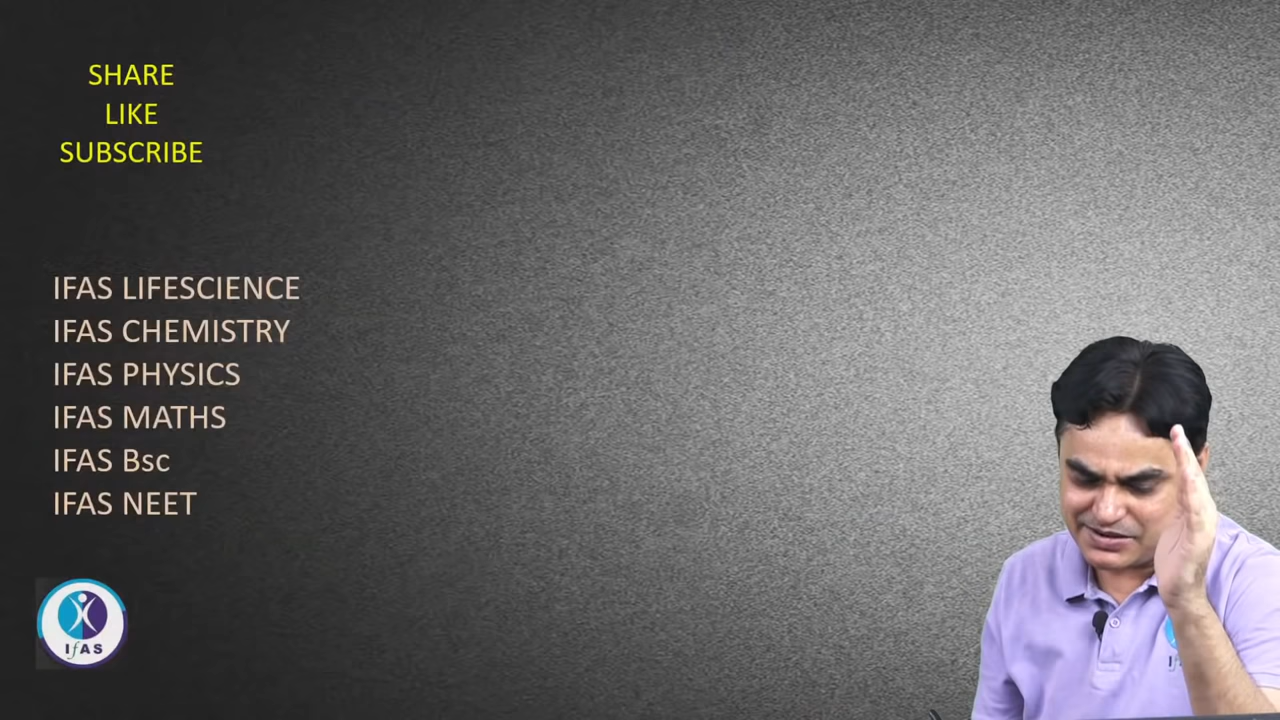 SHARE
LIKE
SUBSCRIBE
IFAS LIFESCIENCE
IFAS CHEMISTRY
IFAS PHYSICS
IFAS MATHS
IFAS Bsc
IFAS NEET
IfAS